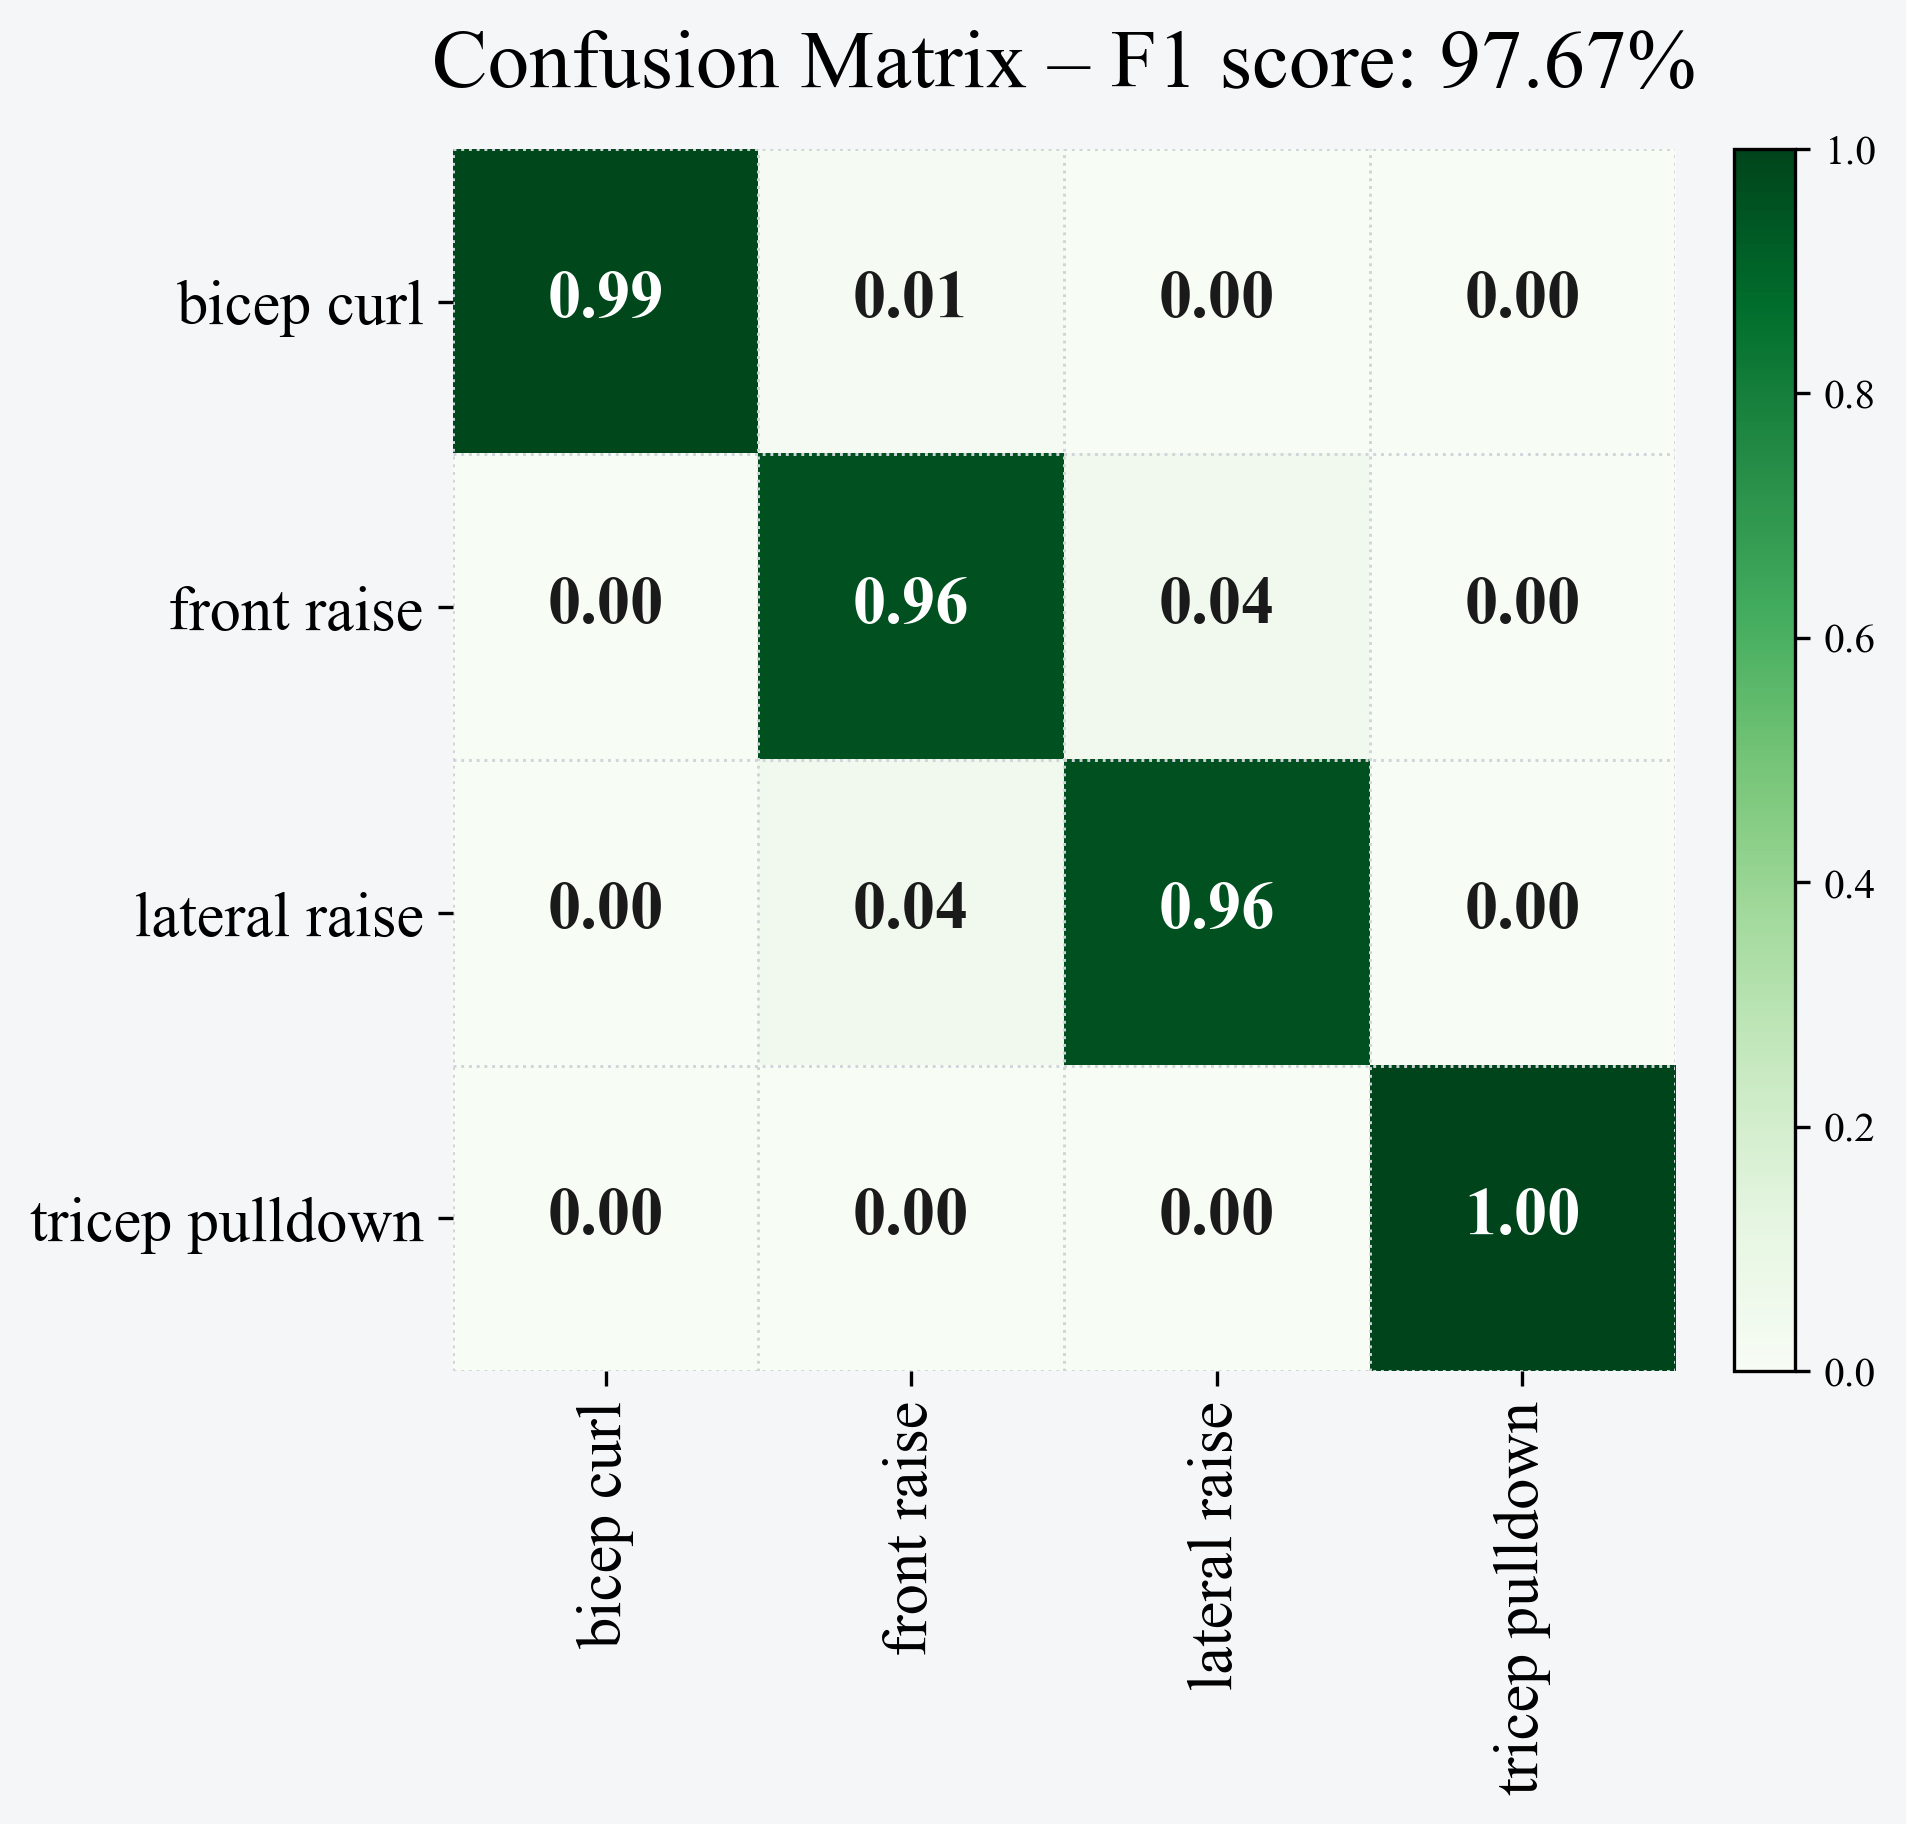 Confusion Matrix – F1 score: 97.67%
1.0
bicep curl 0.99 0.01 0.00 0.00
0.8
front raise 0.00 0.96 0.04 0.00
0.6
0.4
lateral raise 0.00 0.04 0.96 0.00
0.2
tricep pulldown 0.00 0.00 0.00 1.00
0.0
bicep curl
front raise
lateral raise
tricep pulldown